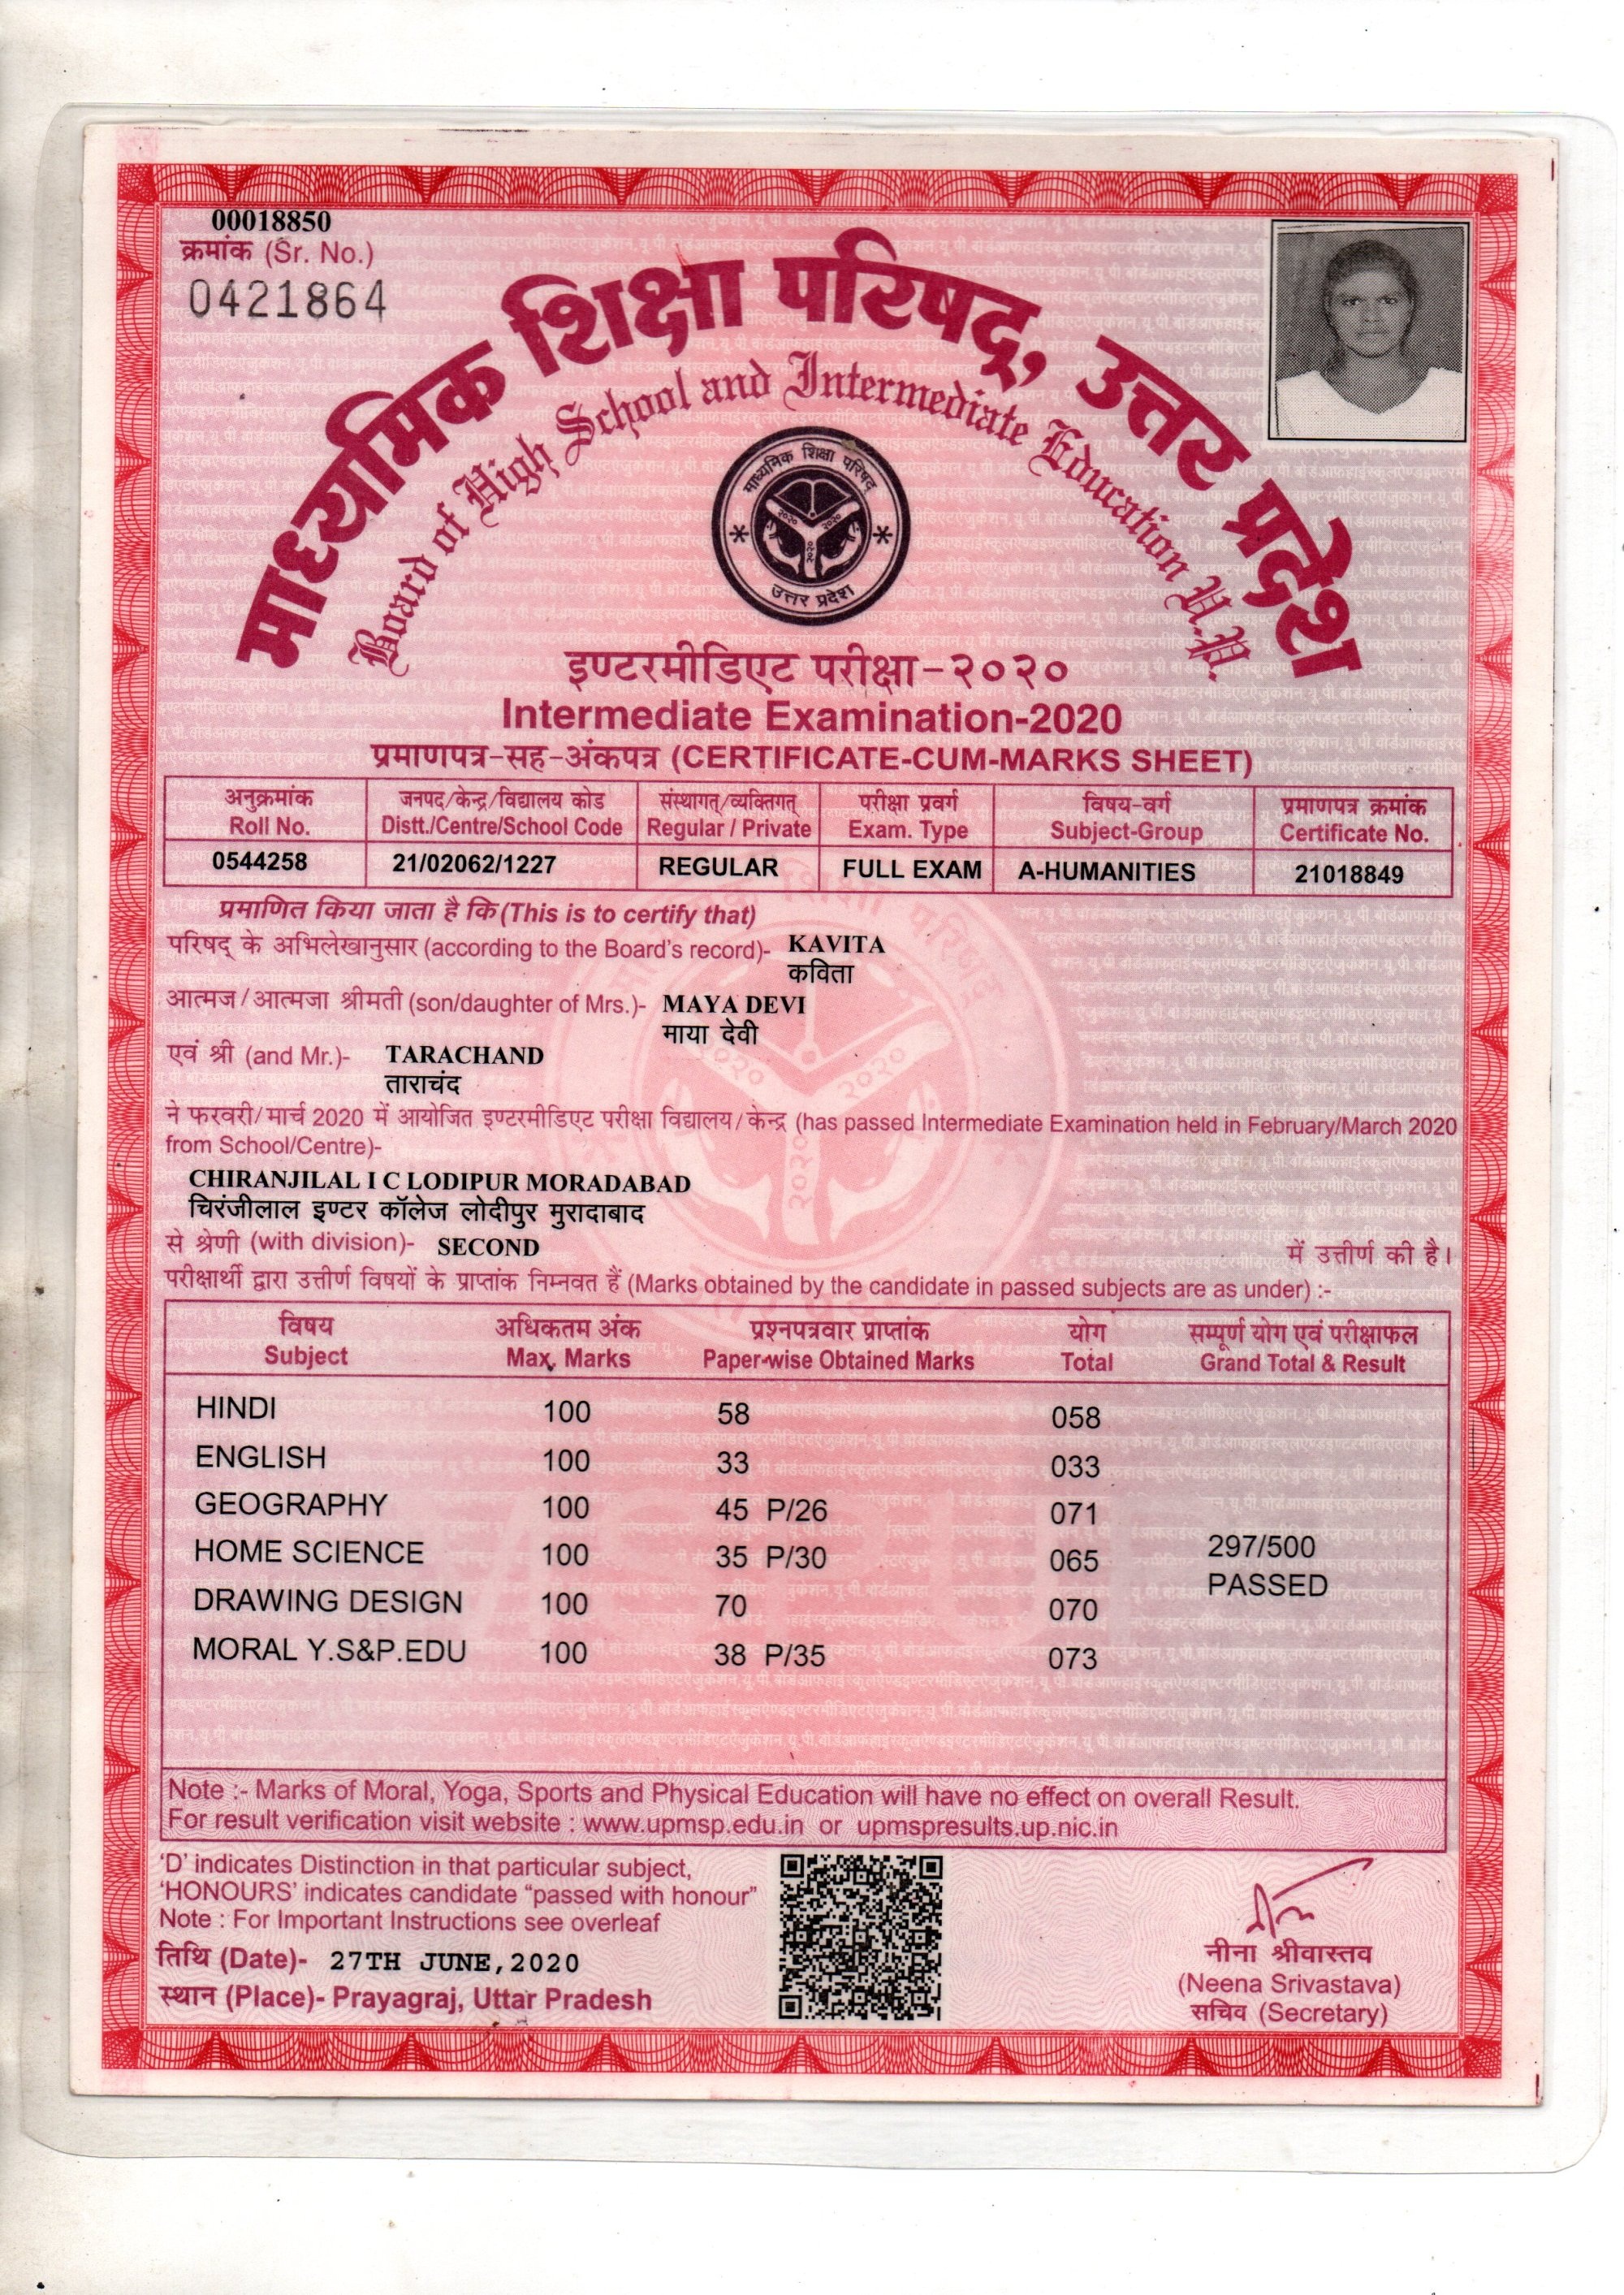 00018850
क्रमांक (Sr. No.)
0421864
माध्यमिक शिक्षा परिषद्, उत्तर प्रदेश
Board of High School and Intermediate Education U.P.
माध्यमिक शिक्षा परिषद्
२०२० २०२० २०२०
उत्तर प्रदेश
इण्टरमीडिएट परीक्षा-२०२०
Intermediate Examination-2020
प्रमाणपत्र-सह-अंकपत्र (CERTIFICATE-CUM-MARKS SHEET)
अनुक्रमांक जनपद/केन्द्र/विद्यालय कोड संस्थागत्/व्यक्तिगत् परीक्षा प्रवर्ग विषय-वर्ग प्रमाणपत्र क्रमांक
Roll No. Distt./Centre/School Code Regular / Private Exam. Type Subject-Group Certificate No.
0544258 21/02062/1227 REGULAR FULL EXAM A-HUMANITIES 21018849
प्रमाणित किया जाता है कि (This is to certify that)
परिषद् के अभिलेखानुसार (according to the Board's record)- KAVITA
कविता
आत्मज/आत्मजा श्रीमती (son/daughter of Mrs.)- MAYA DEVI
माया देवी
एवं श्री (and Mr.)- TARACHAND
ताराचंद
ने फरवरी/मार्च 2020 में आयोजित इण्टरमीडिएट परीक्षा विद्यालय/केन्द्र (has passed Intermediate Examination held in February/March 2020
from School/Centre)-
CHIRANJILAL I C LODIPUR MORADABAD
चिरंजीलाल इण्टर कॉलेज लोदीपुर मुरादाबाद
से श्रेणी (with division)- SECOND में उत्तीर्ण की है।
परीक्षार्थी द्वारा उत्तीर्ण विषयों के प्राप्तांक निम्नवत हैं (Marks obtained by the candidate in passed subjects are as under) :-
विषय अधिकतम अंक प्रश्नपत्रवार प्राप्तांक योग सम्पूर्ण योग एवं परीक्षाफल
Subject Max. Marks Paper-wise Obtained Marks Total Grand Total & Result
HINDI 100 58 058
ENGLISH 100 33 033
GEOGRAPHY 100 45 P/26 071
HOME SCIENCE 100 35 P/30 065 297/500
DRAWING DESIGN 100 70 070 PASSED
MORAL Y.S&P.EDU 100 38 P/35 073
Note :- Marks of Moral, Yoga, Sports and Physical Education will have no effect on overall Result.
For result verification visit website : www.upmsp.edu.in or upmspresults.up.nic.in
'D' indicates Distinction in that particular subject,
'HONOURS' indicates candidate "passed with honour"
Note : For Important Instructions see overleaf
तिथि (Date)- 27TH JUNE,2020
स्थान (Place)- Prayagraj, Uttar Pradesh
नीना श्रीवास्तव
(Neena Srivastava)
सचिव (Secretary)